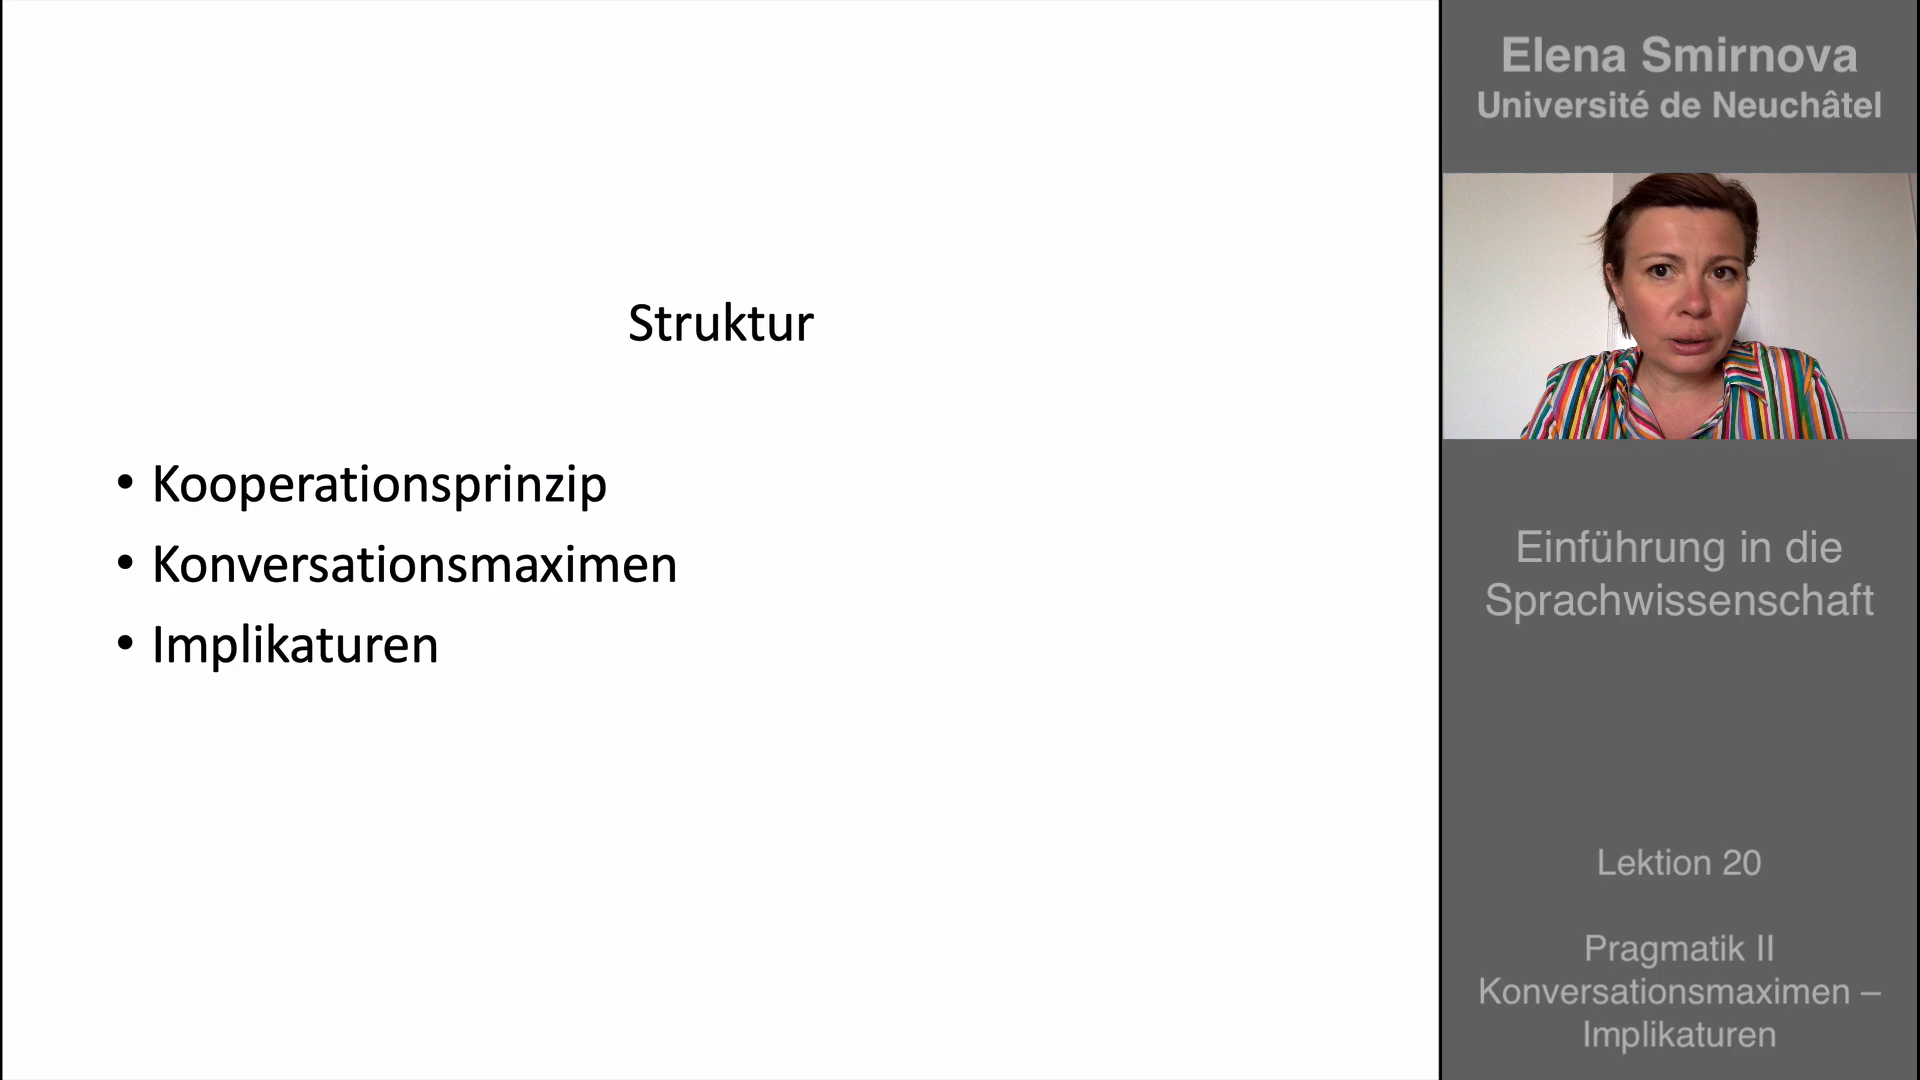 Struktur
• Kooperationsprinzip
• Konversationsmaximen
• Implikaturen
Elena Smirnova
Université de Neuchâtel
Einführung in die
Sprachwissenschaft
Lektion 20
Pragmatik II
Konversationsmaximen –
Implikaturen